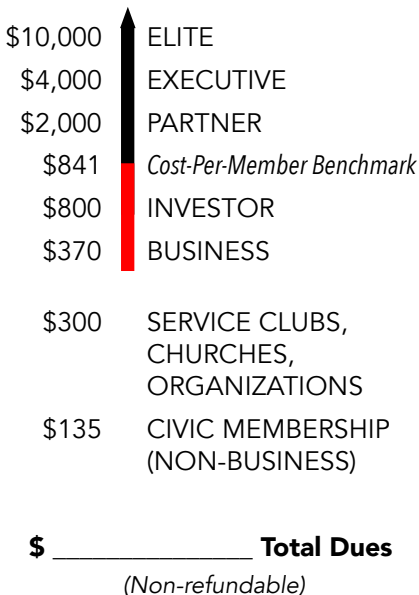 $10,000 ELITE
$4,000 EXECUTIVE
$2,000 PARTNER
$841 Cost-Per-Member Benchmark
$800 INVESTOR
$370 BUSINESS
$300 SERVICE CLUBS,
CHURCHES,
ORGANIZATIONS
$135 CIVIC MEMBERSHIP
(NON-BUSINESS)
$ _______________ Total Dues
(Non-refundable)